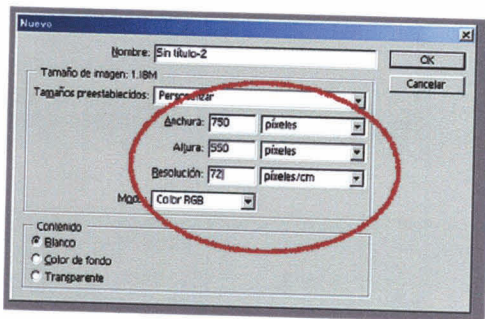 Nuevo
Nombre: Sin título-2
OK
Cancelar
Tamaño de imagen: 1.18M
Tamaños preestablecidos: Personalizar
Anchura: 750 píxeles
Altura: 550 píxeles
Resolución: 72 píxeles/cm
Modo: Color RGB
Contenido
Blanco
Color de fondo
Transparente